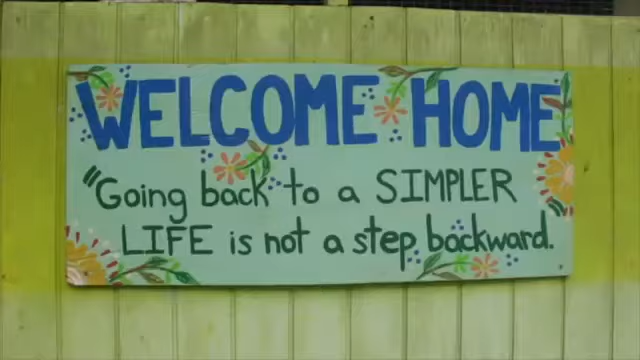 WELCOME HOME
"Going back to a SIMPLER
LIFE is not a step backward."